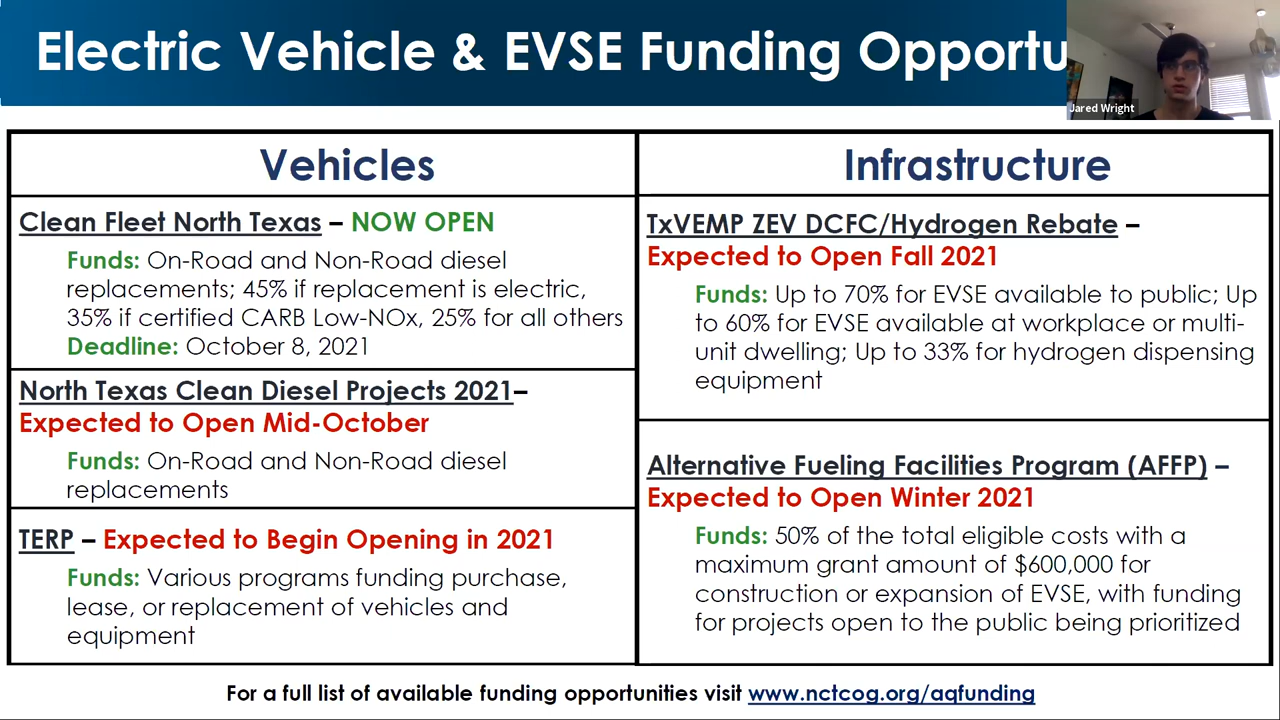 Electric Vehicle & EVSE Funding Opportu
Jared Wright
Vehicles
Clean Fleet North Texas – NOW OPEN
Funds: On-Road and Non-Road diesel
replacements; 45% if replacement is electric,
35% if certified CARB Low-NOx, 25% for all others
Deadline: October 8, 2021
North Texas Clean Diesel Projects 2021–
Expected to Open Mid-October
Funds: On-Road and Non-Road diesel
replacements
TERP – Expected to Begin Opening in 2021
Funds: Various programs funding purchase,
lease, or replacement of vehicles and
equipment
Infrastructure
TxVEMP ZEV DCFC/Hydrogen Rebate –
Expected to Open Fall 2021
Funds: Up to 70% for EVSE available to public; Up
to 60% for EVSE available at workplace or multi-
unit dwelling; Up to 33% for hydrogen dispensing
equipment
Alternative Fueling Facilities Program (AFFP) –
Expected to Open Winter 2021
Funds: 50% of the total eligible costs with a
maximum grant amount of $600,000 for
construction or expansion of EVSE, with funding
for projects open to the public being prioritized
For a full list of available funding opportunities visit www.nctcog.org/aqfunding